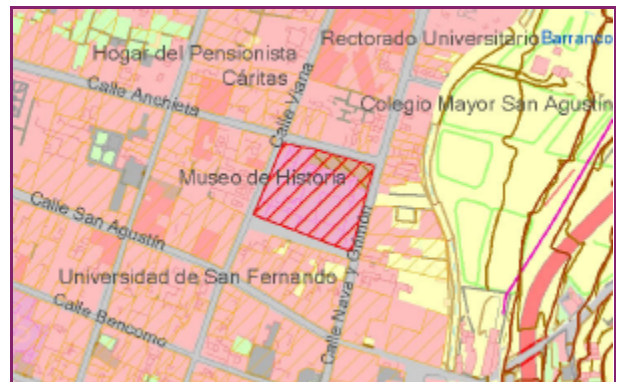 Hogar del Pensionista
Rectorado Universitario
Barranco
Cáritas
Calle Anchieta
Calle Viana
Colegio Mayor San Agustín
Museo de Historia
Calle San Agustín
Calle Nava y Grimón
Universidad de San Fernando
Calle Bencomo